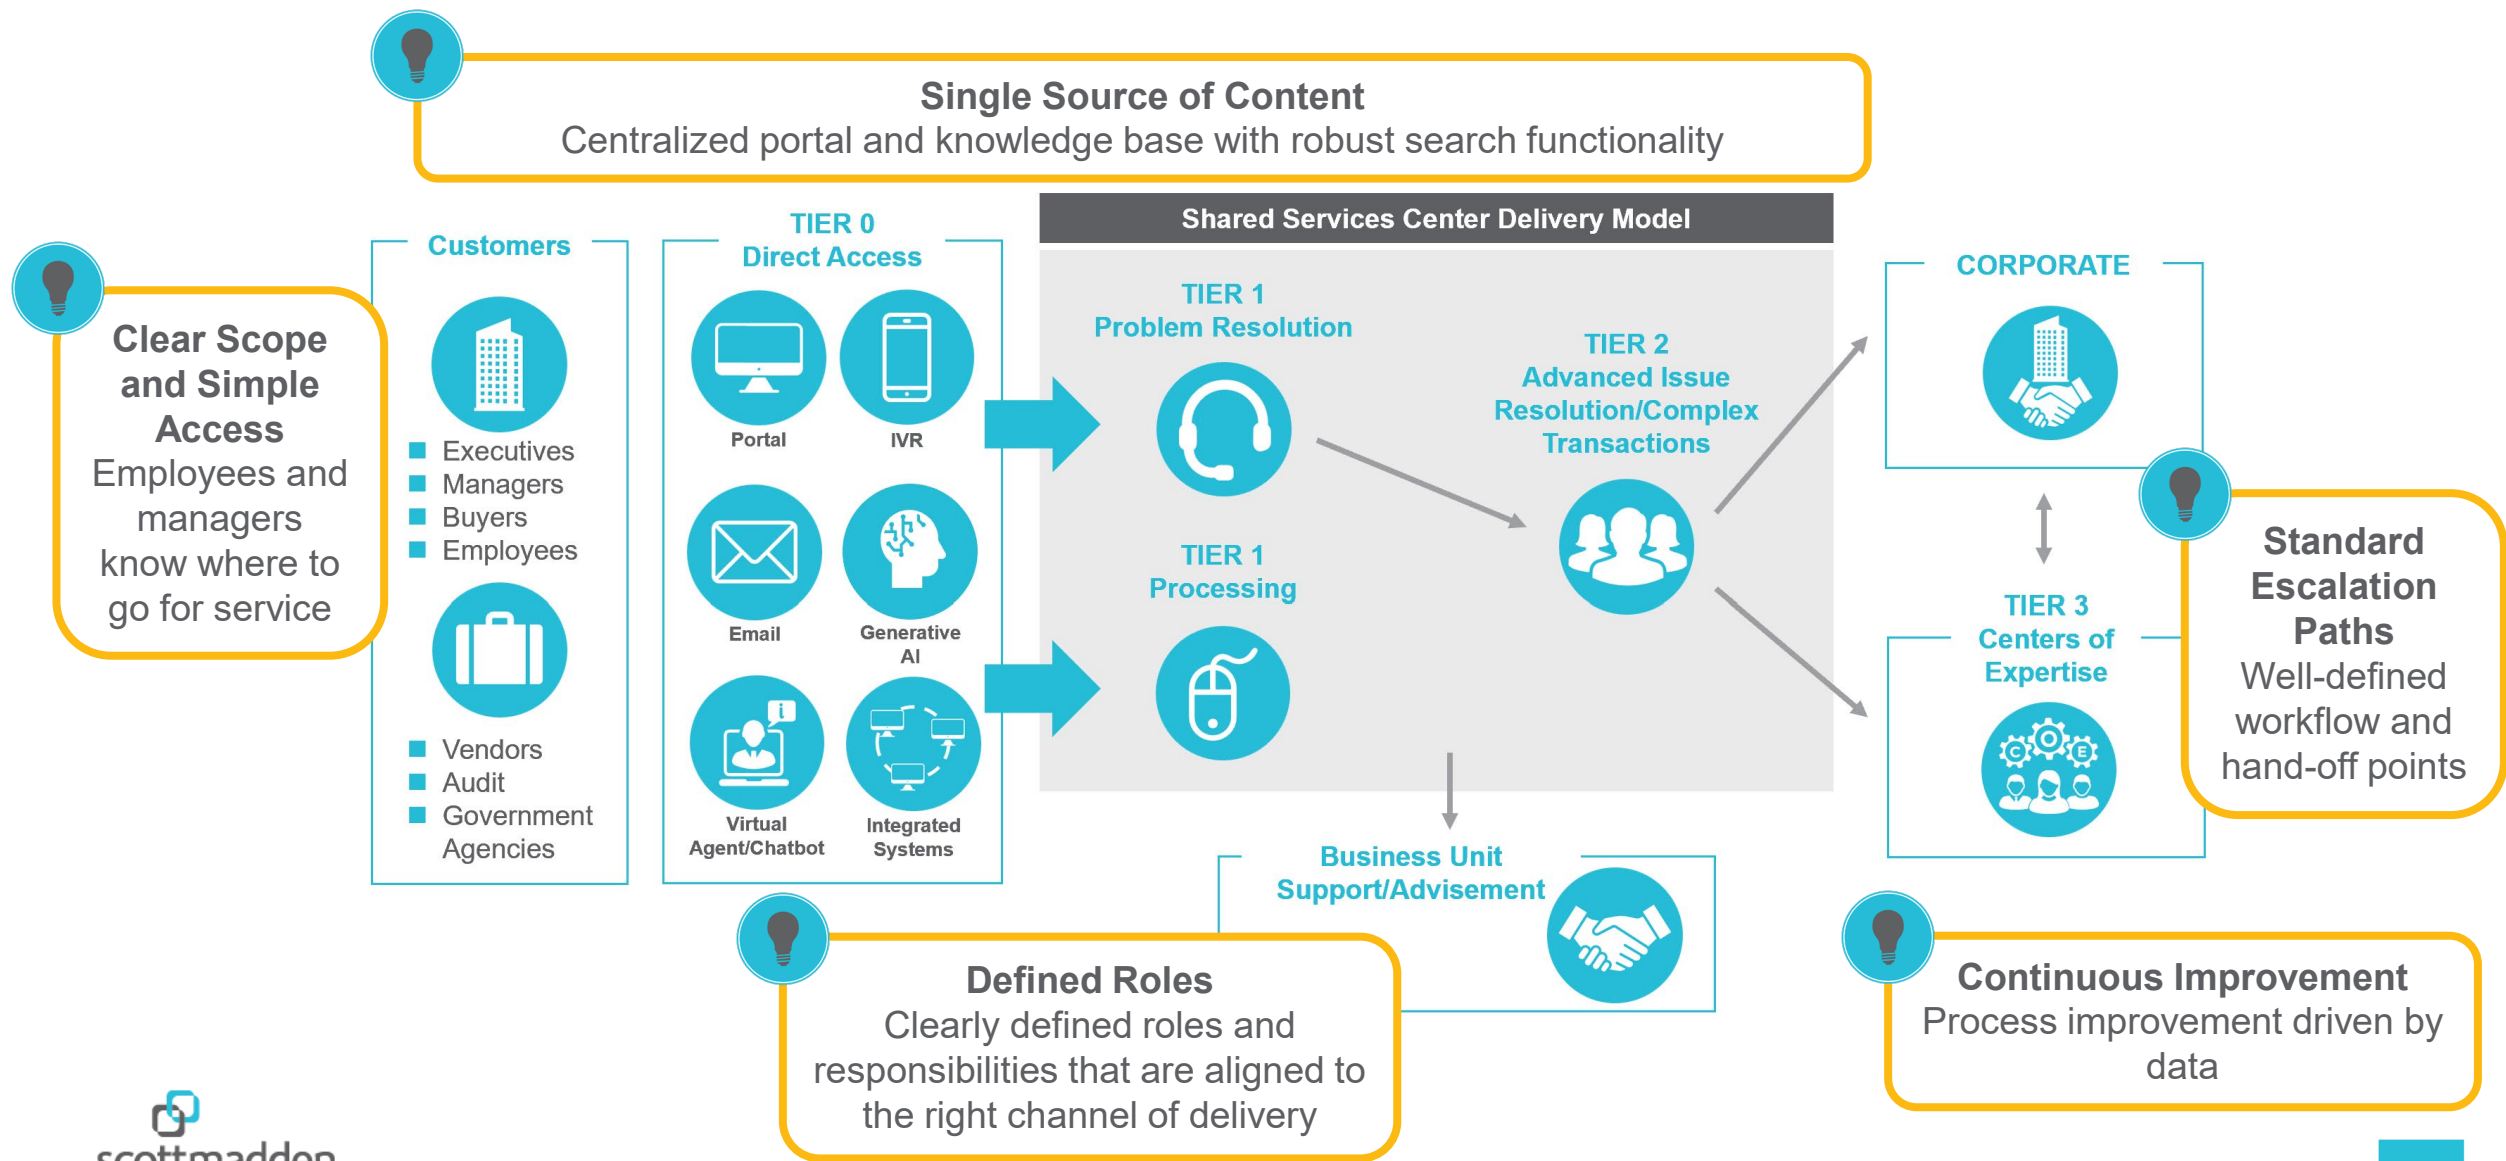 Single Source of Content
Centralized portal and knowledge base with robust search functionality
Clear Scope
and Simple
Access
Employees and
managers
know where to
go for service
Customers
Executives
Managers
Buyers
Employees
Vendors
Audit
Government
Agencies
TIER 0
Direct Access
Portal
IVR
Email
Generative
AI
Virtual
Agent/Chatbot
Integrated
Systems
Shared Services Center Delivery Model
TIER 1
Problem Resolution
TIER 1
Processing
TIER 2
Advanced Issue
Resolution/Complex
Transactions
CORPORATE
TIER 3
Centers of
Expertise
C O E
Standard
Escalation
Paths
Well-defined
workflow and
hand-off points
Business Unit
Support/Advisement
Defined Roles
Clearly defined roles and
responsibilities that are aligned to
the right channel of delivery
Continuous Improvement
Process improvement driven by
data
scottmadden